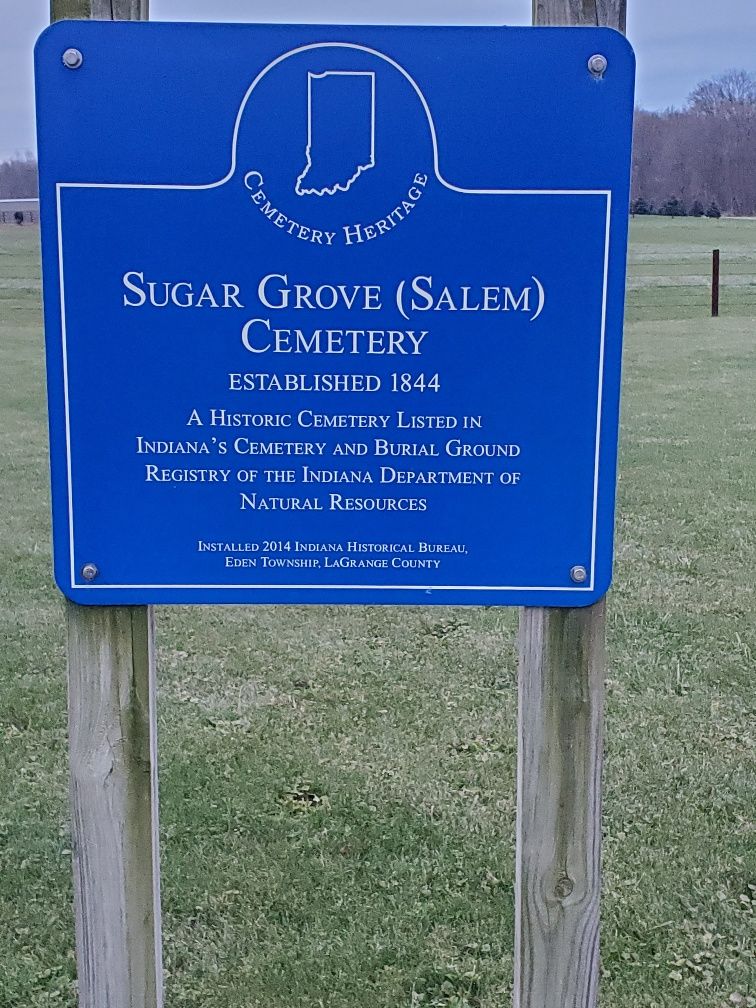 Cemetery Heritage
Sugar Grove (Salem)
Cemetery
established 1844
A Historic Cemetery Listed in
Indiana's Cemetery and Burial Ground
Registry of the Indiana Department of
Natural Resources
Installed 2014 Indiana Historical Bureau,
Eden Township, LaGrange County